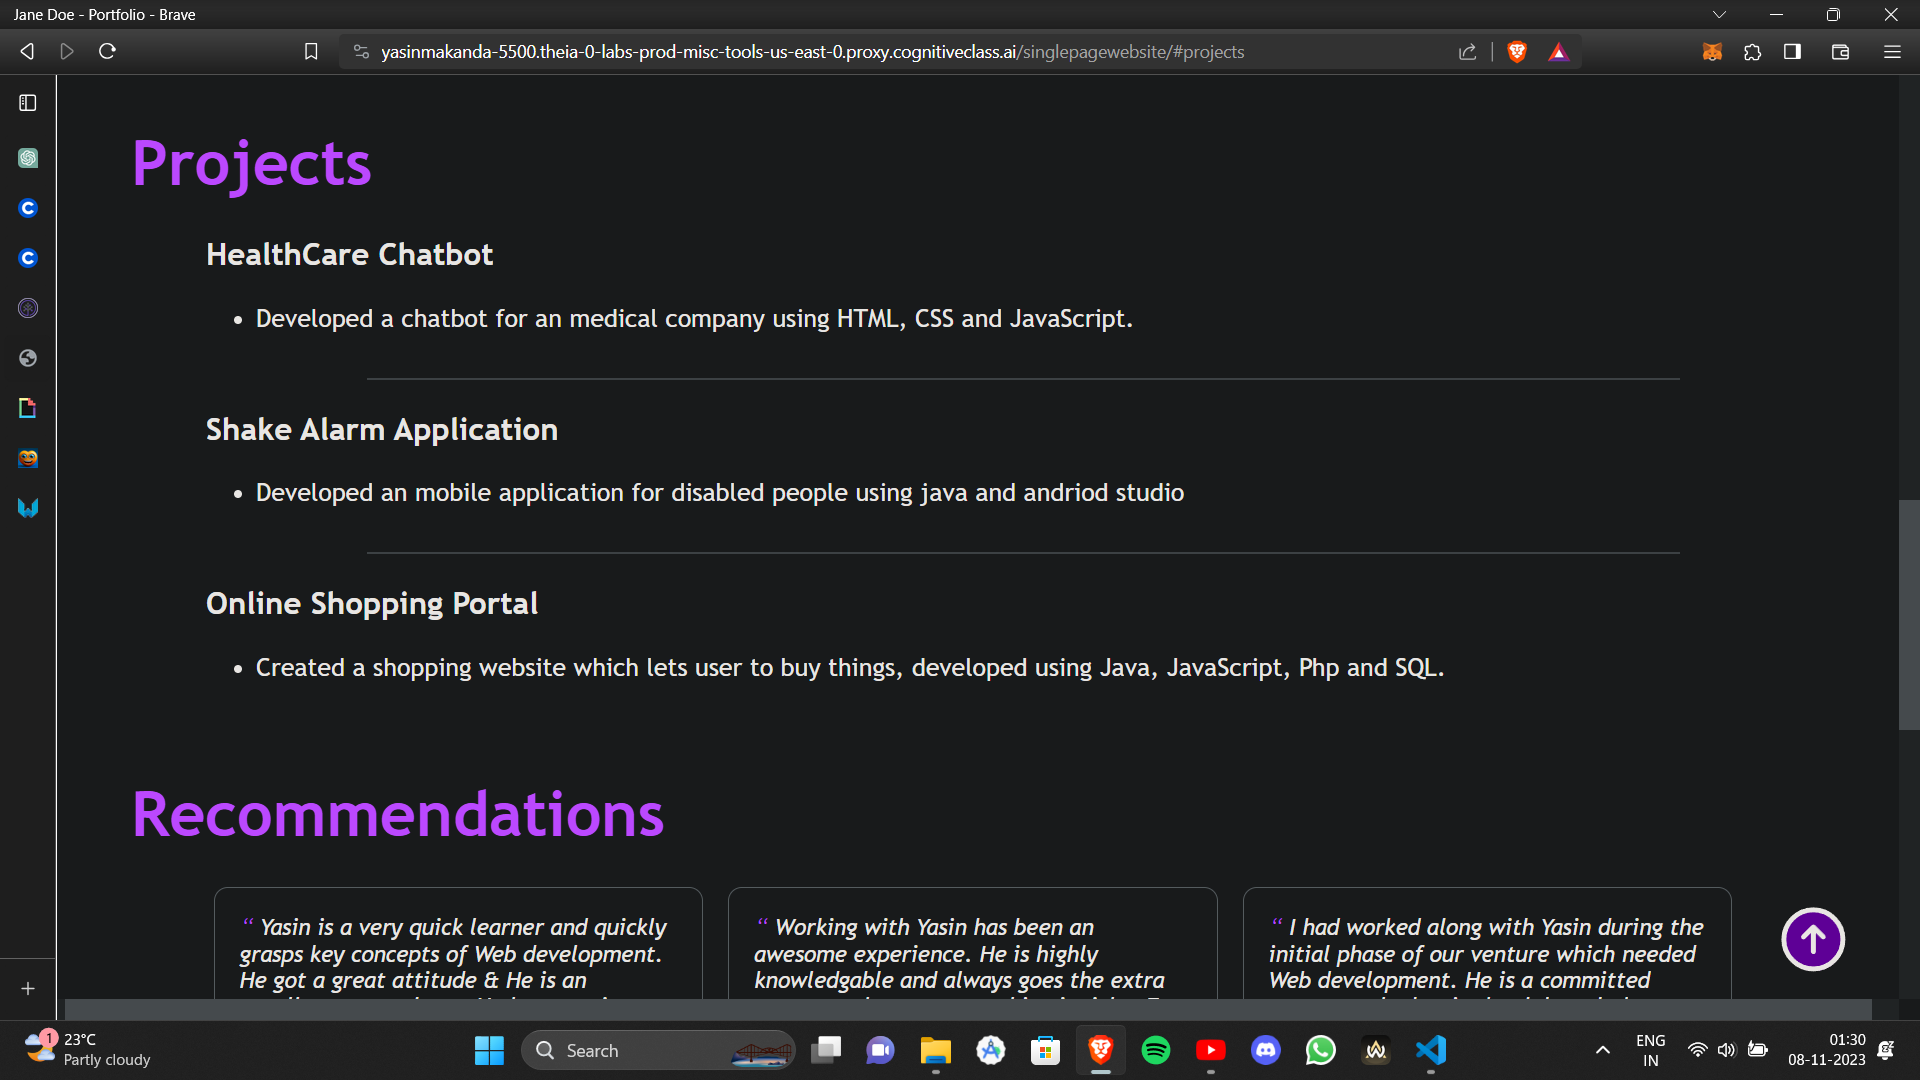 Jane Doe - Portfolio - Brave
yasinmakanda-5500.theia-0-labs-prod-misc-tools-us-east-0.proxy.cognitiveclass.ai/singlepagewebsite/#projects
Projects
HealthCare Chatbot
• Developed a chatbot for an medical company using HTML, CSS and JavaScript.
Shake Alarm Application
• Developed an mobile application for disabled people using java and andriod studio
Online Shopping Portal
• Created a shopping website which lets user to buy things, developed using Java, JavaScript, Php and SQL.
Recommendations
“ Yasin is a very quick learner and quickly
grasps key concepts of Web development.
He got a great attitude & He is an
“ Working with Yasin has been an
awesome experience. He is highly
knowledgable and always goes the extra
“ I had worked along with Yasin during the
initial phase of our venture which needed
Web development. He is a committed
1
23°C
Partly cloudy
Search
ENG
IN
01:30
08-11-2023